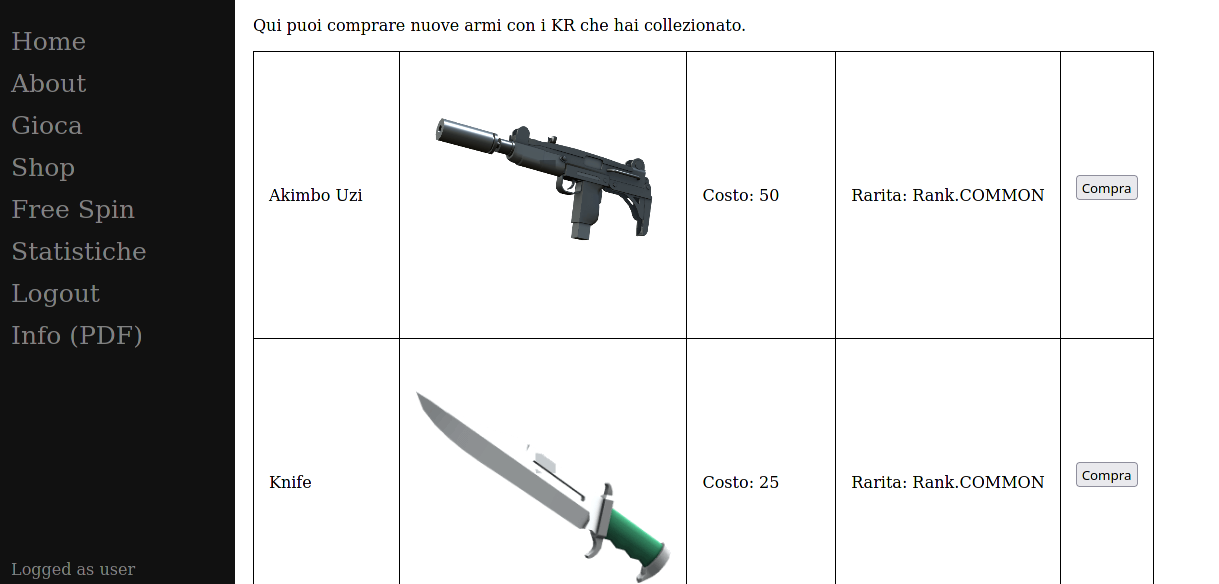 Home
About
Gioca
Shop
Free Spin
Statistiche
Logout
Info (PDF)
Logged as user
Qui puoi comprare nuove armi con i KR che hai collezionato.
Akimbo Uzi Costo: 50 Rarita: Rank.COMMON Compra
Knife Costo: 25 Rarita: Rank.COMMON Compra